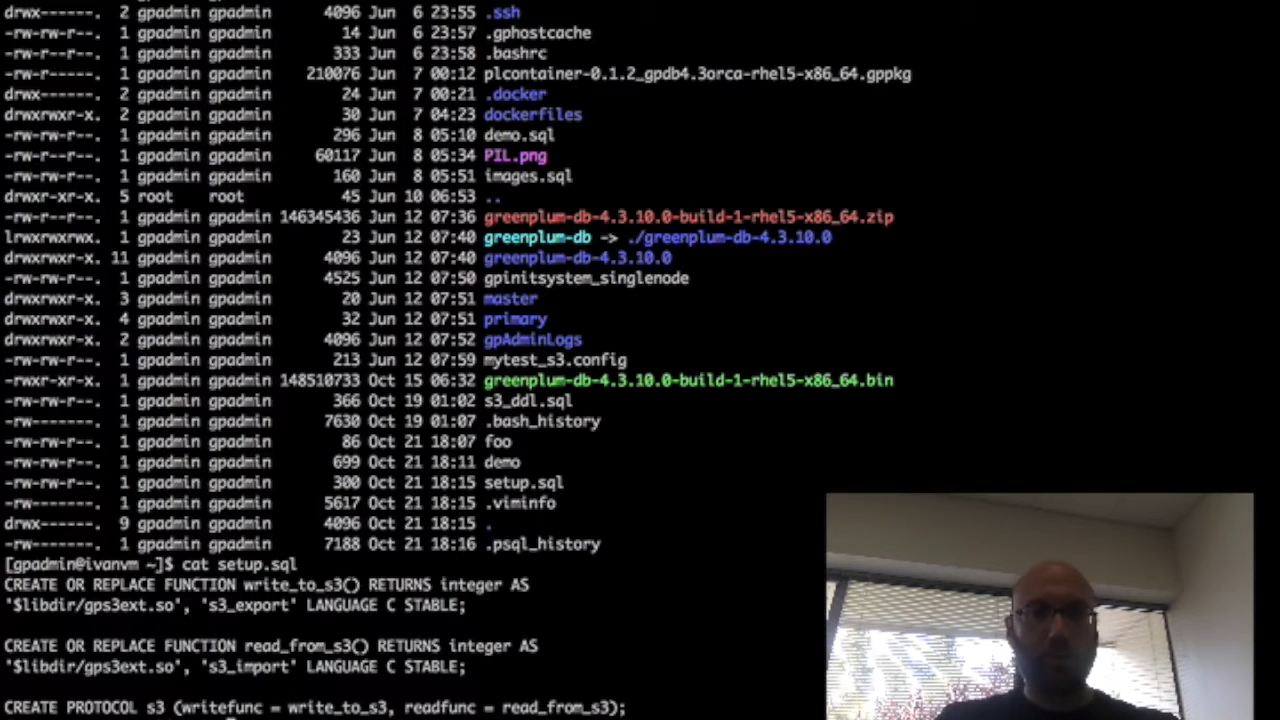 drwx------. 2 gpadmin gpadmin 4096 Jun 6 23:55 .ssh
-rw-rw-r--. 1 gpadmin gpadmin 14 Jun 6 23:57 .gphostcache
-rw-r--r--. 1 gpadmin gpadmin 333 Jun 6 23:58 .bashrc
-rw-r-----. 1 gpadmin gpadmin 210076 Jun 7 00:12 plcontainer-0.1.2_gpdb4.3orca-rhel5-x86_64.gppkg
drwx------. 2 gpadmin gpadmin 24 Jun 7 00:21 .docker
drwxrwxr-x. 2 gpadmin gpadmin 30 Jun 7 04:23 dockerfiles
-rw-rw-r--. 1 gpadmin gpadmin 296 Jun 8 05:10 demo.sql
-rw-rw-r--. 1 gpadmin gpadmin 60117 Jun 8 05:34 PIL.png
-rw-rw-r--. 1 gpadmin gpadmin 160 Jun 8 05:51 images.sql
drwxr-xr-x. 5 root root 45 Jun 10 06:53 ..
-rw-r--r--. 1 gpadmin gpadmin 146345436 Jun 12 07:36 greenplum-db-4.3.10.0-build-1-rhel5-x86_64.zip
lrwxrwxrwx. 1 gpadmin gpadmin 23 Jun 12 07:40 greenplum-db -> ./greenplum-db-4.3.10.0
drwxrwxr-x. 11 gpadmin gpadmin 4096 Jun 12 07:40 greenplum-db-4.3.10.0
-rw-rw-r--. 1 gpadmin gpadmin 4525 Jun 12 07:50 gpinitsystem_singlenode
drwxrwxr-x. 3 gpadmin gpadmin 20 Jun 12 07:51 master
drwxrwxr-x. 4 gpadmin gpadmin 32 Jun 12 07:51 primary
drwxrwxr-x. 2 gpadmin gpadmin 4096 Jun 12 07:52 gpAdminLogs
-rw-rw-r--. 1 gpadmin gpadmin 213 Jun 12 07:59 mytest_s3.config
-rwxr-xr-x. 1 gpadmin gpadmin 148510733 Oct 15 06:32 greenplum-db-4.3.10.0-build-1-rhel5-x86_64.bin
-rw-rw-r--. 1 gpadmin gpadmin 366 Oct 19 01:02 s3_ddl.sql
-rw-------. 1 gpadmin gpadmin 7630 Oct 19 01:07 .bash_history
-rw-rw-r--. 1 gpadmin gpadmin 86 Oct 21 18:07 foo
-rw-rw-r--. 1 gpadmin gpadmin 699 Oct 21 18:11 demo
-rw-rw-r--. 1 gpadmin gpadmin 300 Oct 21 18:15 setup.sql
-rw-------. 1 gpadmin gpadmin 5617 Oct 21 18:15 .viminfo
drwx------. 9 gpadmin gpadmin 4096 Oct 21 18:15 .
-rw-------. 1 gpadmin gpadmin 7188 Oct 21 18:16 .psql_history
[gpadmin@ivanvm ~]$ cat setup.sql
CREATE OR REPLACE FUNCTION write_to_s3() RETURNS integer AS
'$libdir/gps3ext.so', 's3_export' LANGUAGE C STABLE;
CREATE OR REPLACE FUNCTION read_from_s3() RETURNS integer AS
'$libdir/gps3ext.so' LANGUAGE C STABLE;
CREATE PROTOCOL = write_to_s3, readfunc = read_from_s3);